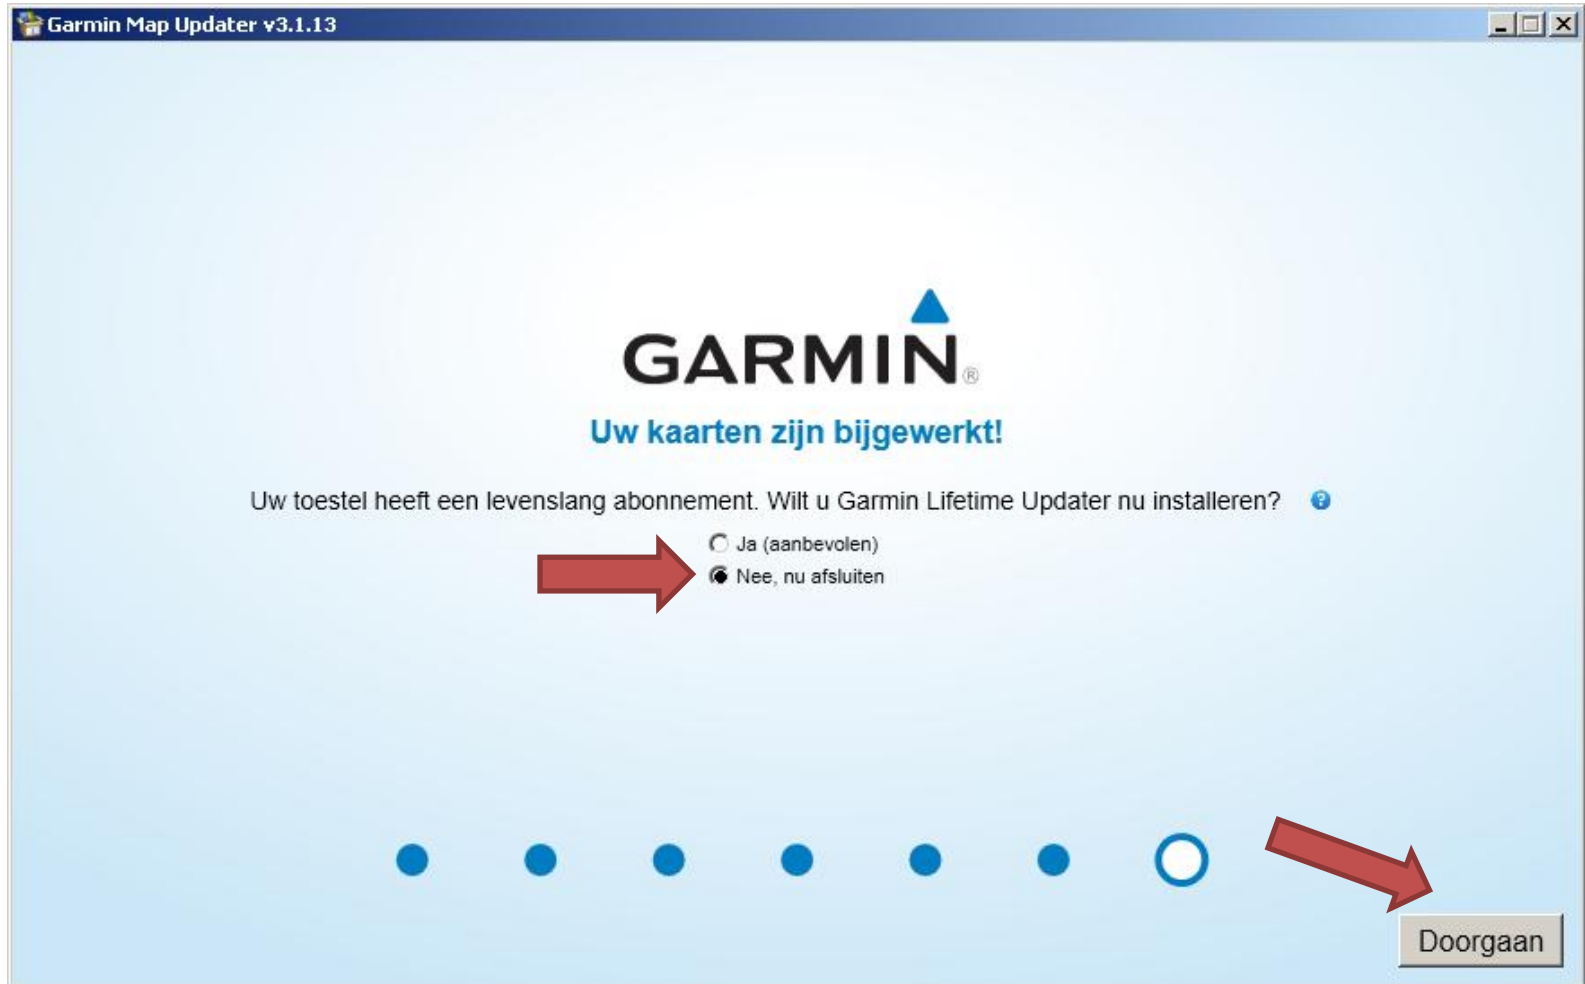 Garmin Map Updater v3.1.13
GARMIN®
Uw kaarten zijn bijgewerkt!
Uw toestel heeft een levenslang abonnement. Wilt u Garmin Lifetime Updater nu installeren? ?
Ja (aanbevolen)
Nee, nu afsluiten
Doorgaan